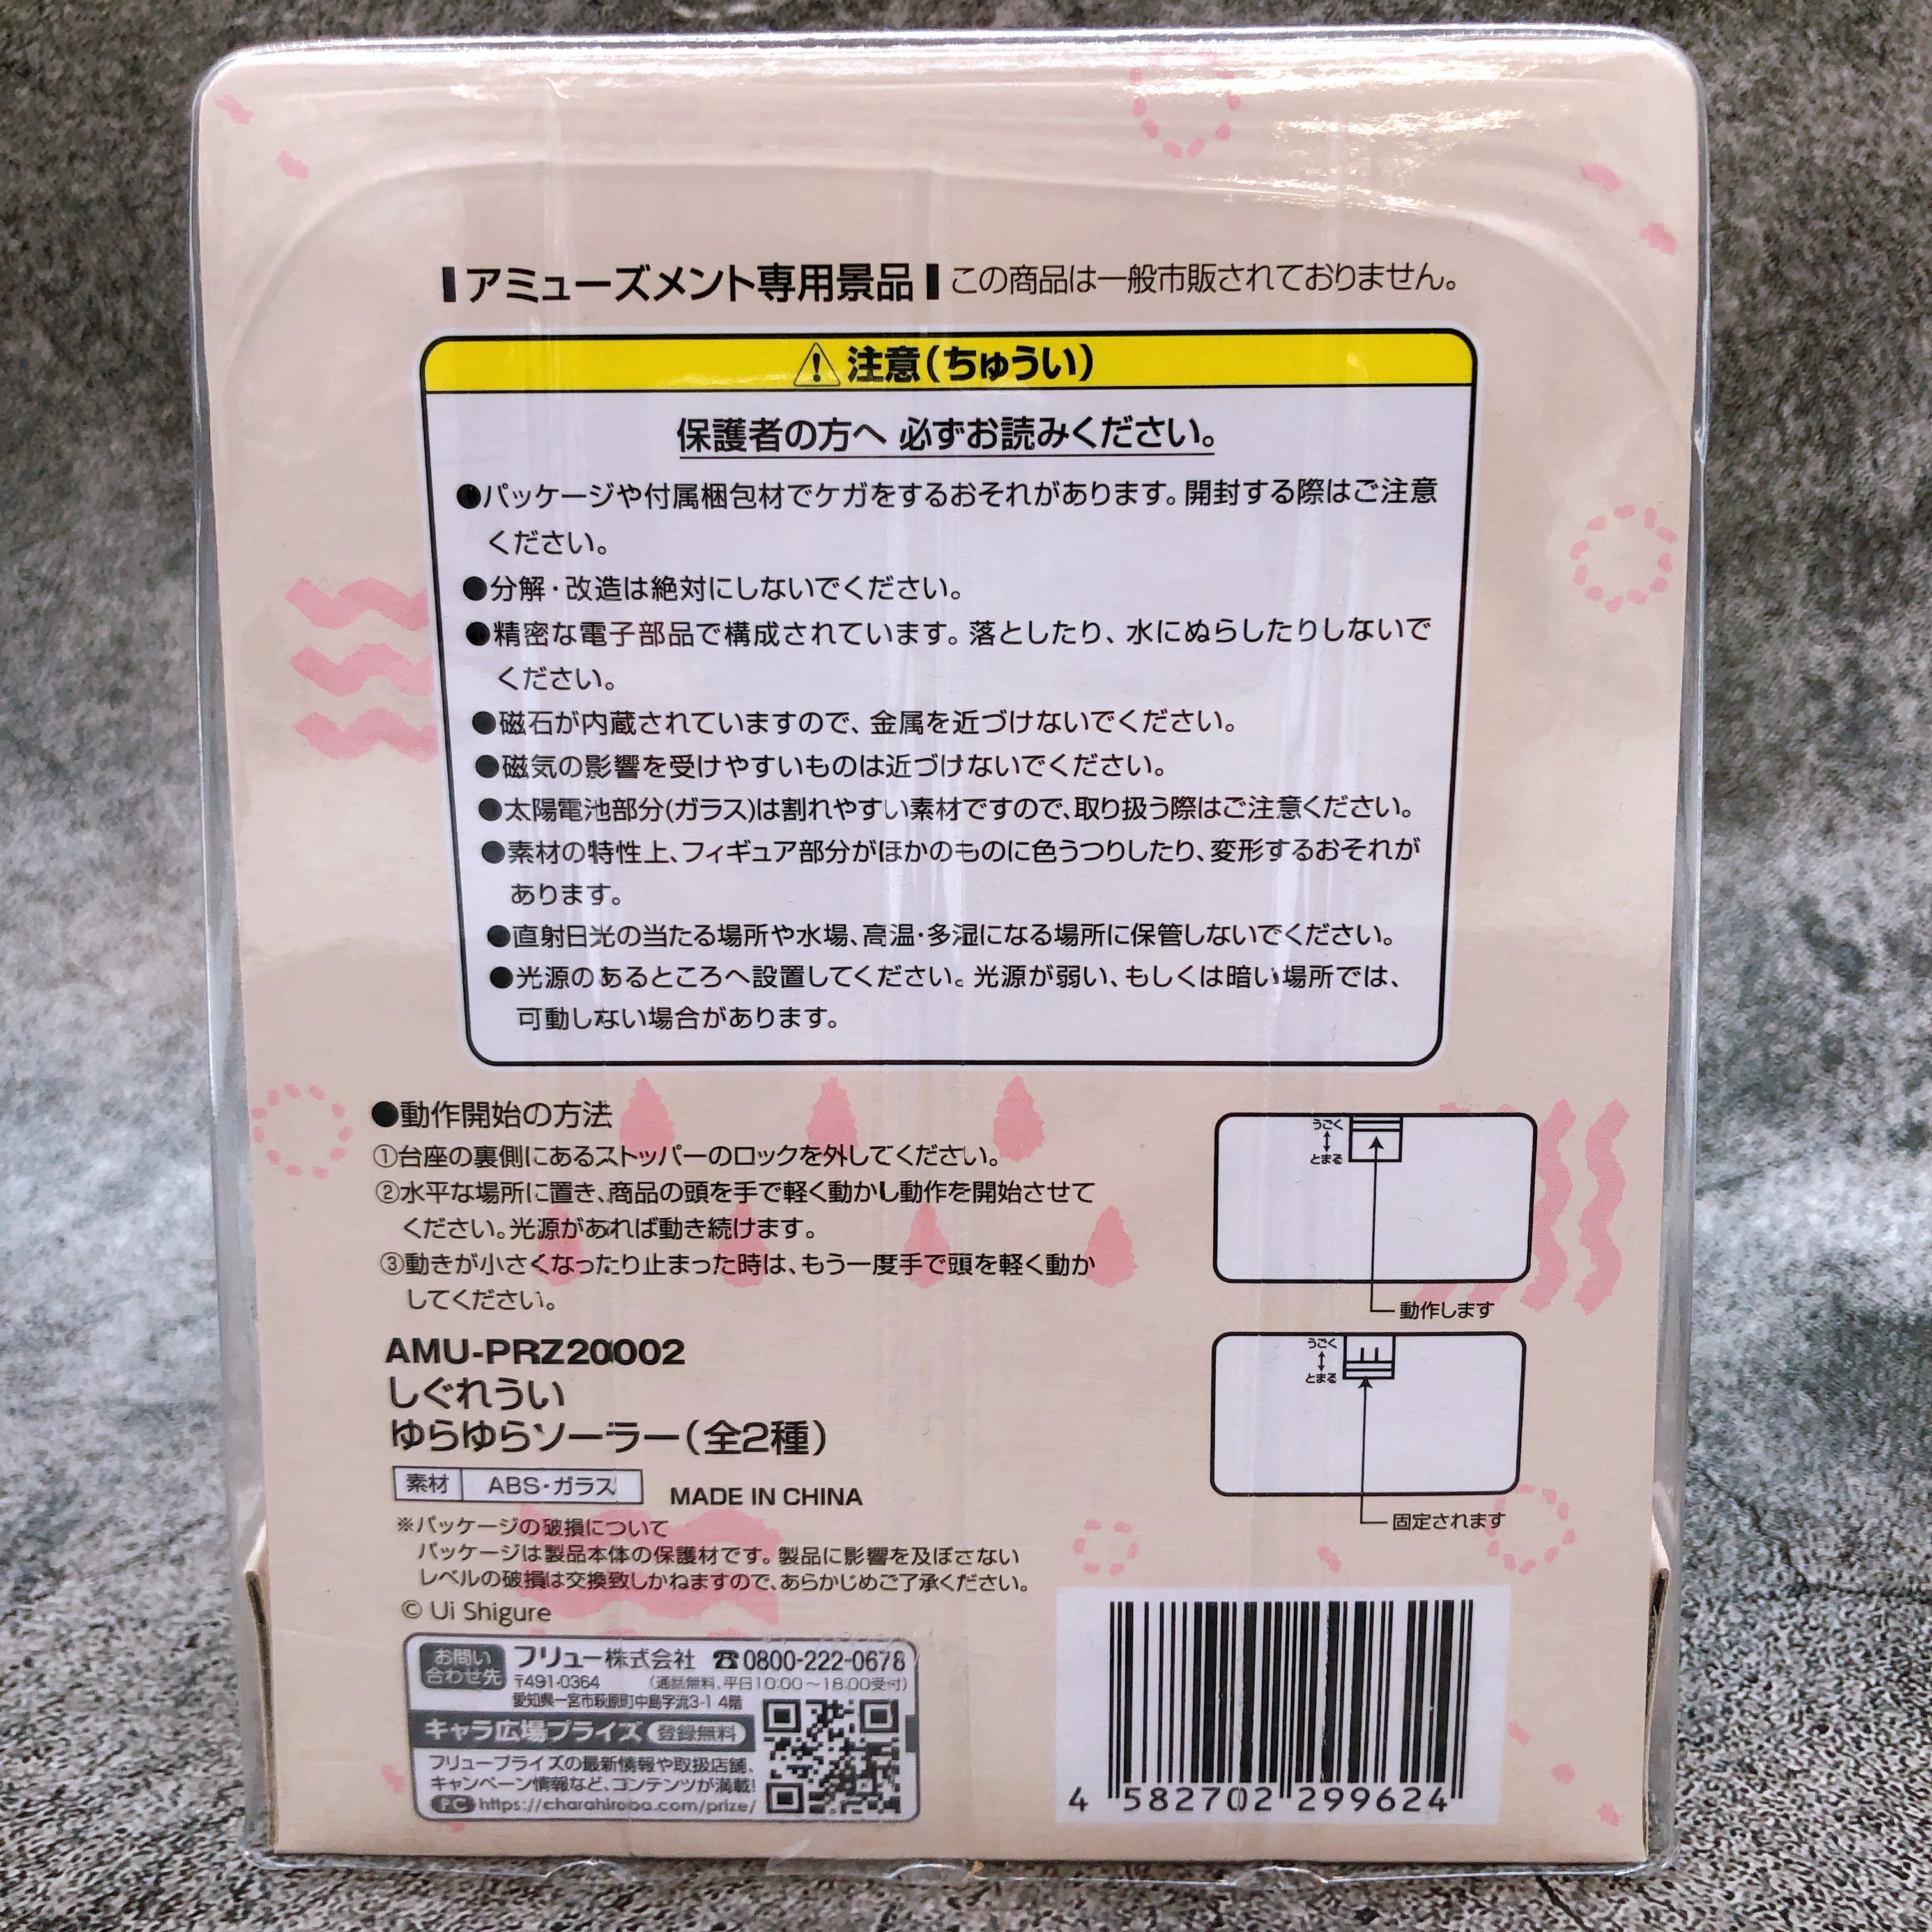 アミューズメント専用景品 この商品は一般市販されておりません。
注意(ちゅうい)
保護者の方へ 必ずお読みください。
●パッケージや付属梱包材でケガをするおそれがあります。開封する際はご注意
ください。
●分解・改造は絶対にしないでください。
●精密な電子部品で構成されています。落としたり、水にぬらしたりしないで
ください。
●磁石が内蔵されていますので、金属を近づけないでください。
●磁気の影響を受けやすいものは近づけないでください。
●太陽電池部分(ガラス)は割れやすい素材ですので、取り扱う際はご注意ください。
●素材の特性上、フィギュア部分がほかのものに色うつりしたり、変形するおそれが
あります。
●直射日光の当たる場所や水場、高温・多湿になる場所に保管しないでください。
●光源のあるところへ設置してください。光源が弱い、もしくは暗い場所では、
可動しない場合があります。
●動作開始の方法
①台座の裏側にあるストッパーのロックを外してください。
②水平な場所に置き、商品の頭を手で軽く動かし動作を開始させて
ください。光源があれば動き続けます。
③動きが小さくなったり止まった時は、もう一度手で頭を軽く動か
してください。
うごく
とまる
動作します
うごく
とまる
固定されます
AMU-PRZ20002
しぐれうい
ゆらゆらソーラー(全2種)
素材 ABS・ガラス MADE IN CHINA
※パッケージの破損について
パッケージは製品本体の保護材です。製品に影響を及ぼさない
レベルの破損は交換致しかねますので、あらかじめご了承ください。
© Ui Shigure
お問い
合わせ先
フリュー株式会社 ☎0800-222-0678
〒491-0364 (通話無料、平日10:00~18:00受付)
愛知県一宮市萩原町中島字流3-1 4階
キャラ広場プライズ 登録無料
フリュープライズの最新情報や取扱店舗、
キャンペーン情報など、コンテンツが満載!
PC https://charahiroba.com/prize/
4 582702 299624